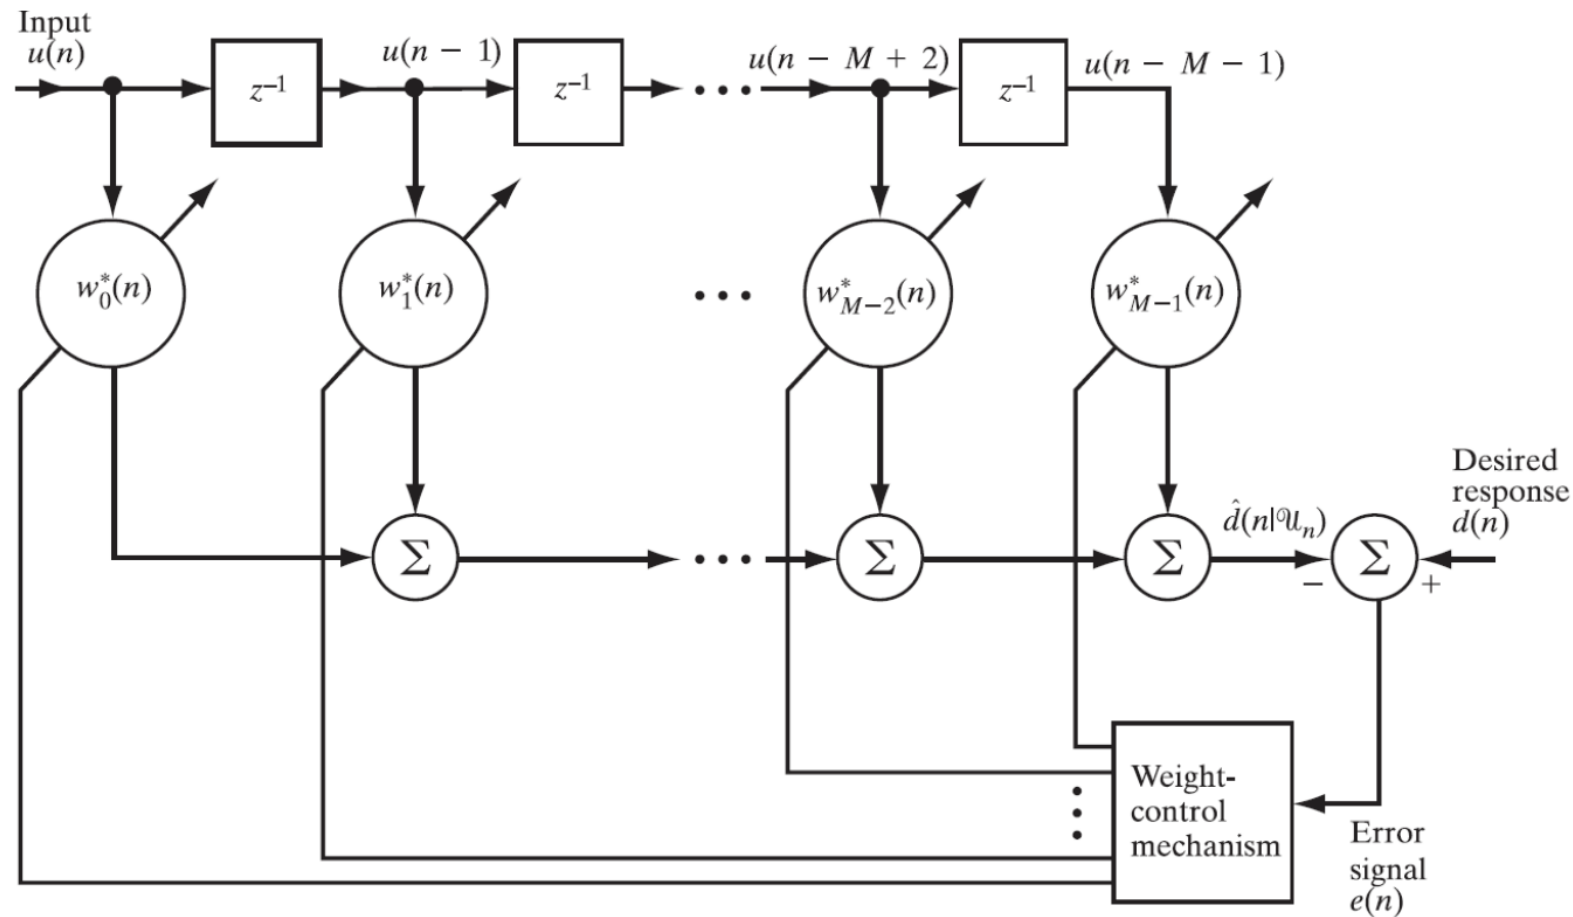 Input
u(n)
z⁻¹
u(n − 1)
z⁻¹
u(n − M + 2)
z⁻¹
u(n − M − 1)
w₀*(n)
w₁*(n)
w*_{M−2}(n)
w*_{M−1}(n)
Σ
Σ
Σ
d̂(n|𝒰ₙ)
−
Σ
+
Desired
response
d(n)
Weight-
control
mechanism
Error
signal
e(n)